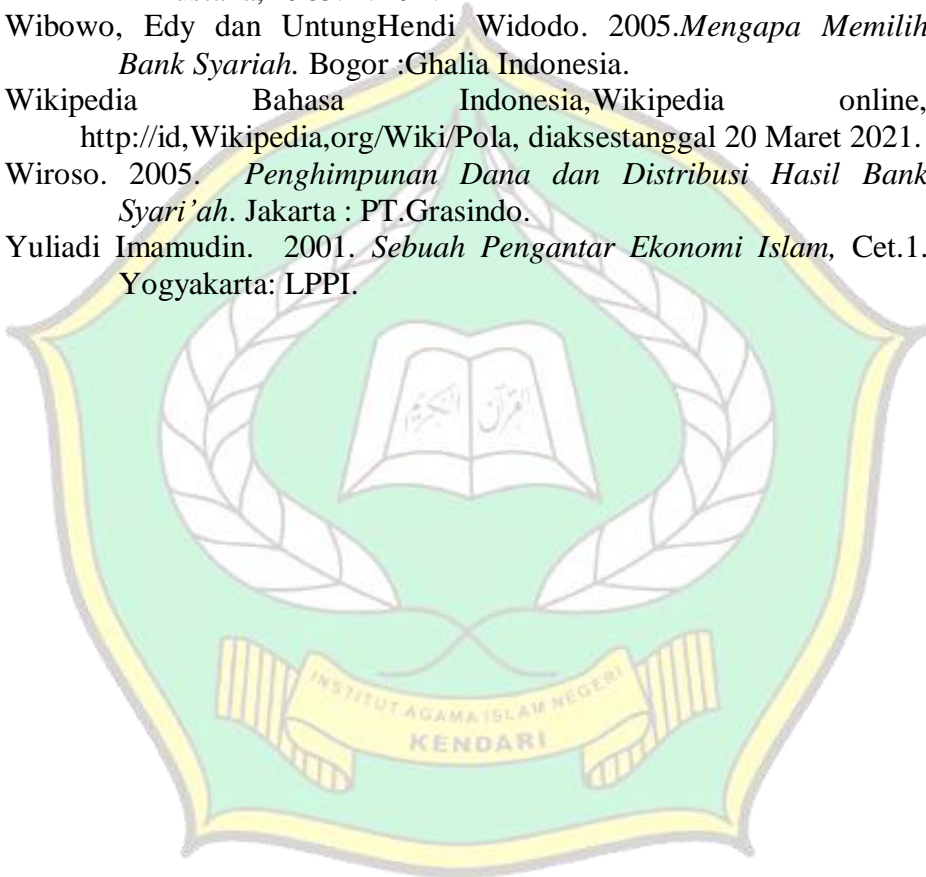 Wibowo, Edy dan UntungHendi Widodo. 2005.Mengapa Memilih
Bank Syariah. Bogor :Ghalia Indonesia.
Wikipedia Bahasa Indonesia,Wikipedia online,
http://id,Wikipedia,org/Wiki/Pola, diaksestanggal 20 Maret 2021.
Wiroso. 2005. Penghimpunan Dana dan Distribusi Hasil Bank
Syari’ah. Jakarta : PT.Grasindo.
Yuliadi Imamudin. 2001. Sebuah Pengantar Ekonomi Islam, Cet.1.
Yogyakarta: LPPI.
القرآن الكريم
INSTITUT AGAMA ISLAM NEGERI
KENDARI